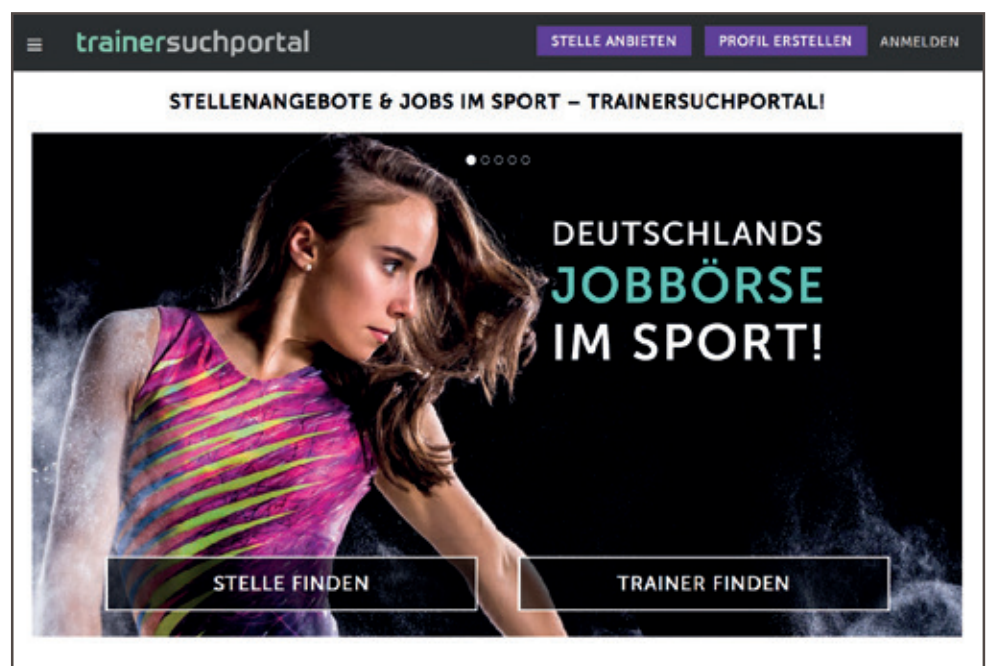 trainersuchportal
STELLE ANBIETEN
PROFIL ERSTELLEN
ANMELDEN
STELLENANGEBOTE & JOBS IM SPORT – TRAINERSUCHPORTAL!
DEUTSCHLANDS
JOBBÖRSE
IM SPORT!
STELLE FINDEN
TRAINER FINDEN